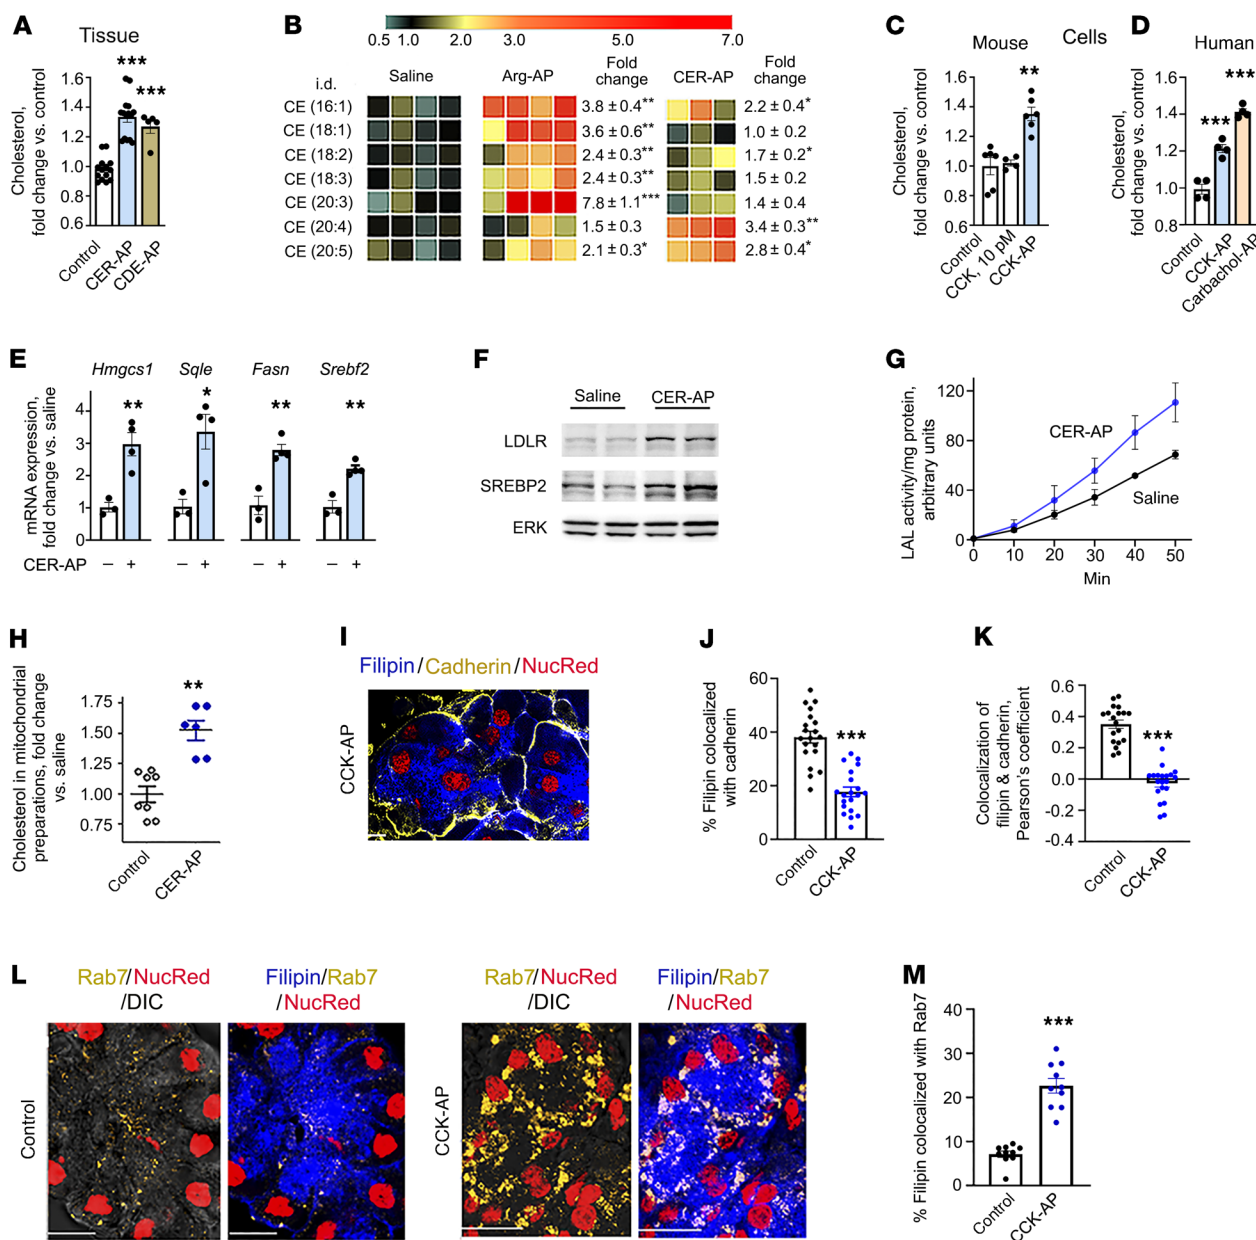 A
Tissue
Cholesterol,
fold change vs. control
1.6
1.4
1.2
1.0
0.8
0.6
***
***
Control
CER-AP
CDE-AP
B
0.5 1.0 2.0 3.0 5.0 7.0
i.d.
Saline
Arg-AP
Fold
change
CER-AP
Fold
change
CE (16:1) 3.8 ± 0.4** 2.2 ± 0.4*
CE (18:1) 3.6 ± 0.6** 1.0 ± 0.2
CE (18:2) 2.4 ± 0.3** 1.7 ± 0.2*
CE (18:3) 2.4 ± 0.3** 1.5 ± 0.2
CE (20:3) 7.8 ± 1.1*** 1.4 ± 0.4
CE (20:4) 1.5 ± 0.3 3.4 ± 0.3**
CE (20:5) 2.1 ± 0.3* 2.8 ± 0.4*
C
Mouse
Cells
Cholesterol,
fold change vs. control
1.6
1.4
1.2
1.0
0.8
0.6
**
Control
CCK, 10 pM
CCK-AP
D
Human
Cholesterol,
fold change vs. control
1.6
1.4
1.2
1.0
0.8
***
***
Control
CCK-AP
Carbachol-AP
E
Hmgcs1 Sqle Fasn Srebf2
mRNA expression,
fold change vs. saline
4
3
2
1
0
** * ** **
CER-AP – + – + – + – +
F
Saline CER-AP
LDLR
SREBP2
ERK
G
LAL activity/mg protein,
arbitrary units
120
80
40
0
CER-AP
Saline
0 10 20 30 40 50
Min
H
Cholesterol in mitochondrial
preparations, fold change
vs. saline
1.75
1.50
1.25
1.00
0.75
**
Control
CER-AP
I
Filipin/Cadherin/NucRed
CCK-AP
J
% Filipin colocalized
with cadherin
60
40
20
0
***
Control
CCK-AP
K
Colocalization of
filipin & cadherin,
Pearson's coefficient
0.6
0.4
0.2
0.0
-0.2
-0.4
***
Control
CCK-AP
L
Rab7/NucRed
/DIC
Filipin/Rab7
/NucRed
Rab7/NucRed
/DIC
Filipin/Rab7
/NucRed
Control
CCK-AP
M
% Filipin colocalized with Rab7
40
30
20
10
0
***
Control
CCK-AP